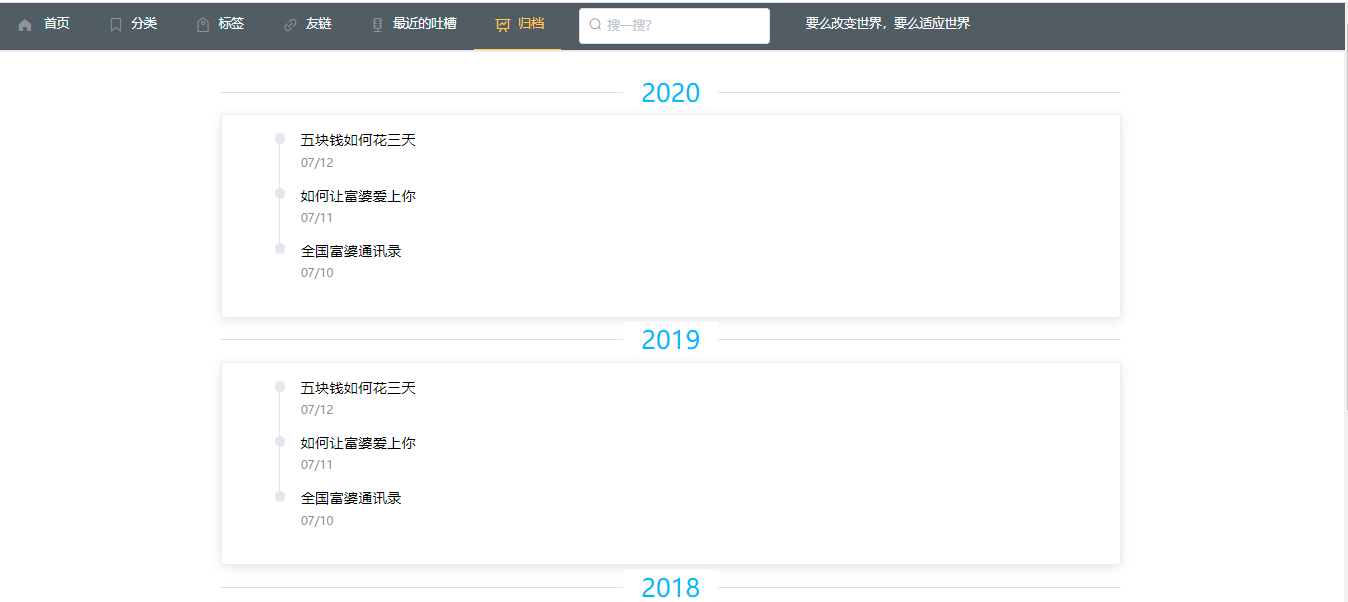 首页 分类 标签 友链 最近的吐槽 归档 搜一搜? 要么改变世界，要么适应世界
2020
五块钱如何花三天
07/12
如何让富婆爱上你
07/11
全国富婆通讯录
07/10
2019
五块钱如何花三天
07/12
如何让富婆爱上你
07/11
全国富婆通讯录
07/10
2018